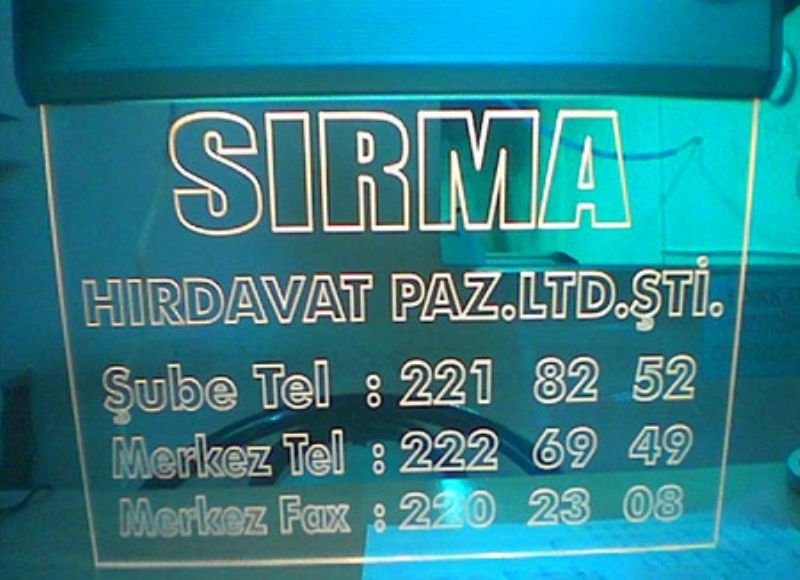 SIRMA
HIRDAVAT PAZ.LTD.ŞTİ.
Şube Tel : 221 82 52
Merkez Tel : 222 69 49
Merkez Fax : 220 23 08